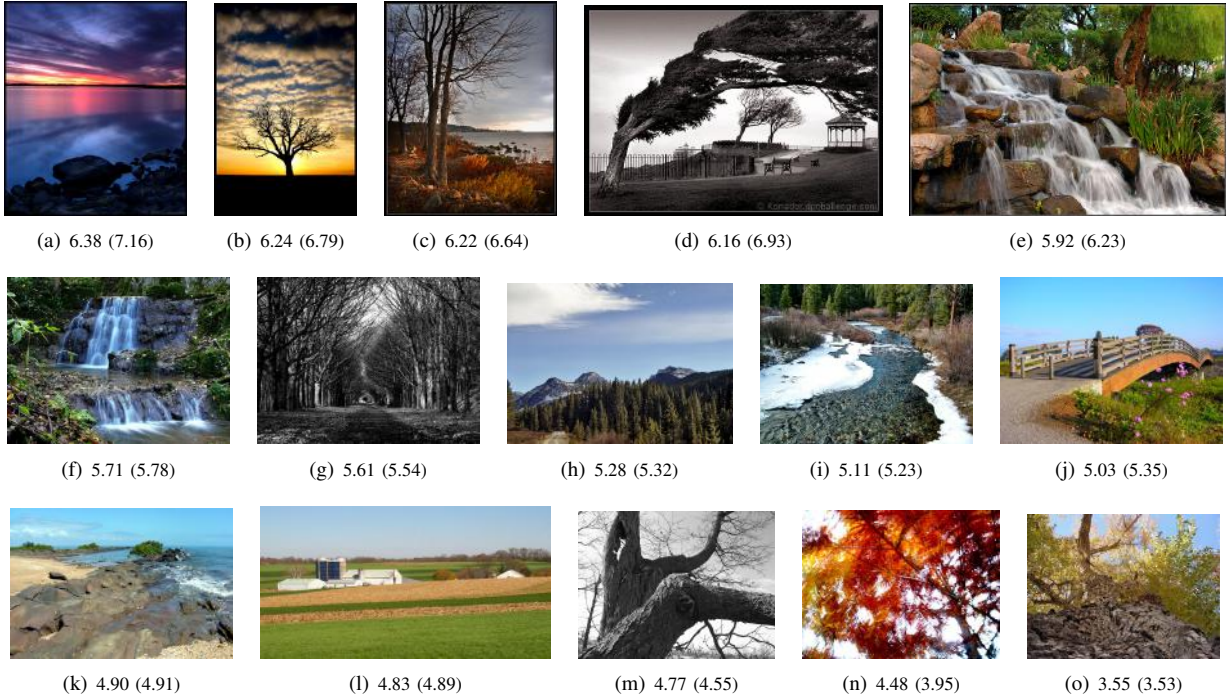 © Konador, dpchallenge.com
(a) 6.38 (7.16)
(b) 6.24 (6.79)
(c) 6.22 (6.64)
(d) 6.16 (6.93)
(e) 5.92 (6.23)
(f) 5.71 (5.78)
(g) 5.61 (5.54)
(h) 5.28 (5.32)
(i) 5.11 (5.23)
(j) 5.03 (5.35)
(k) 4.90 (4.91)
(l) 4.83 (4.89)
(m) 4.77 (4.55)
(n) 4.48 (3.95)
(o) 3.55 (3.53)